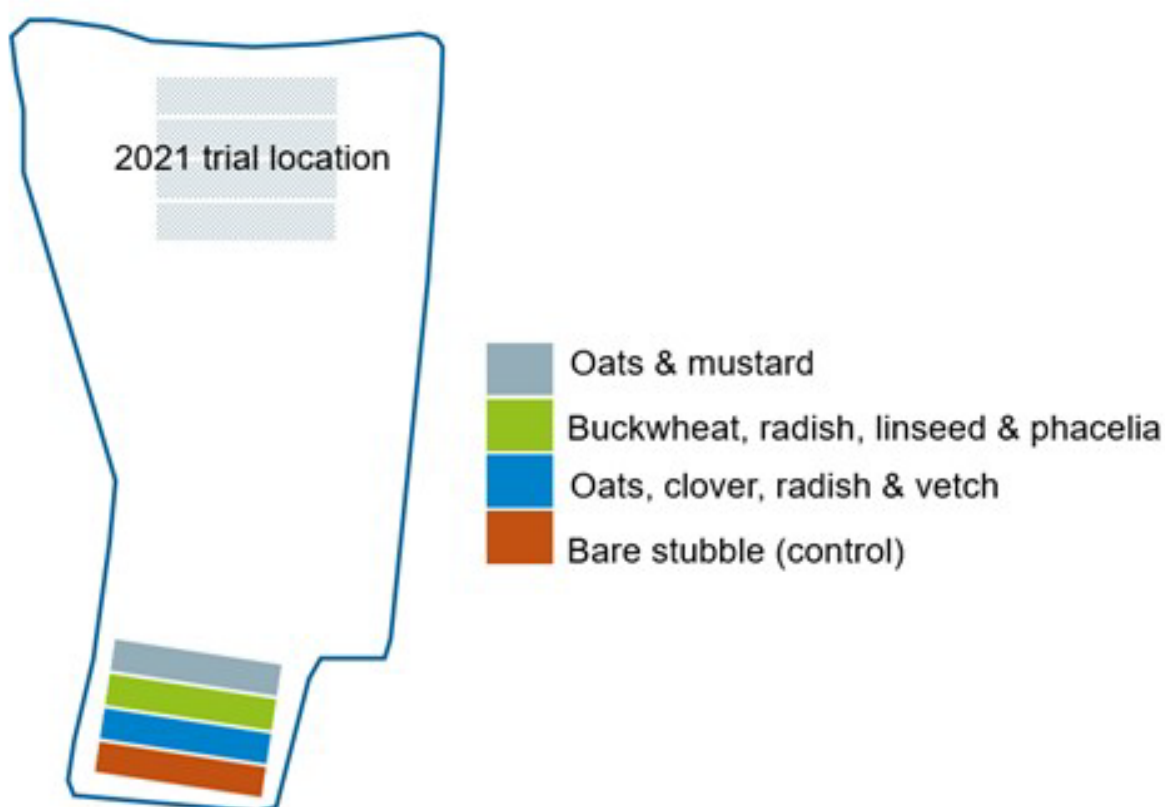 2021 trial location
Oats & mustard
Buckwheat, radish, linseed & phacelia
Oats, clover, radish & vetch
Bare stubble (control)